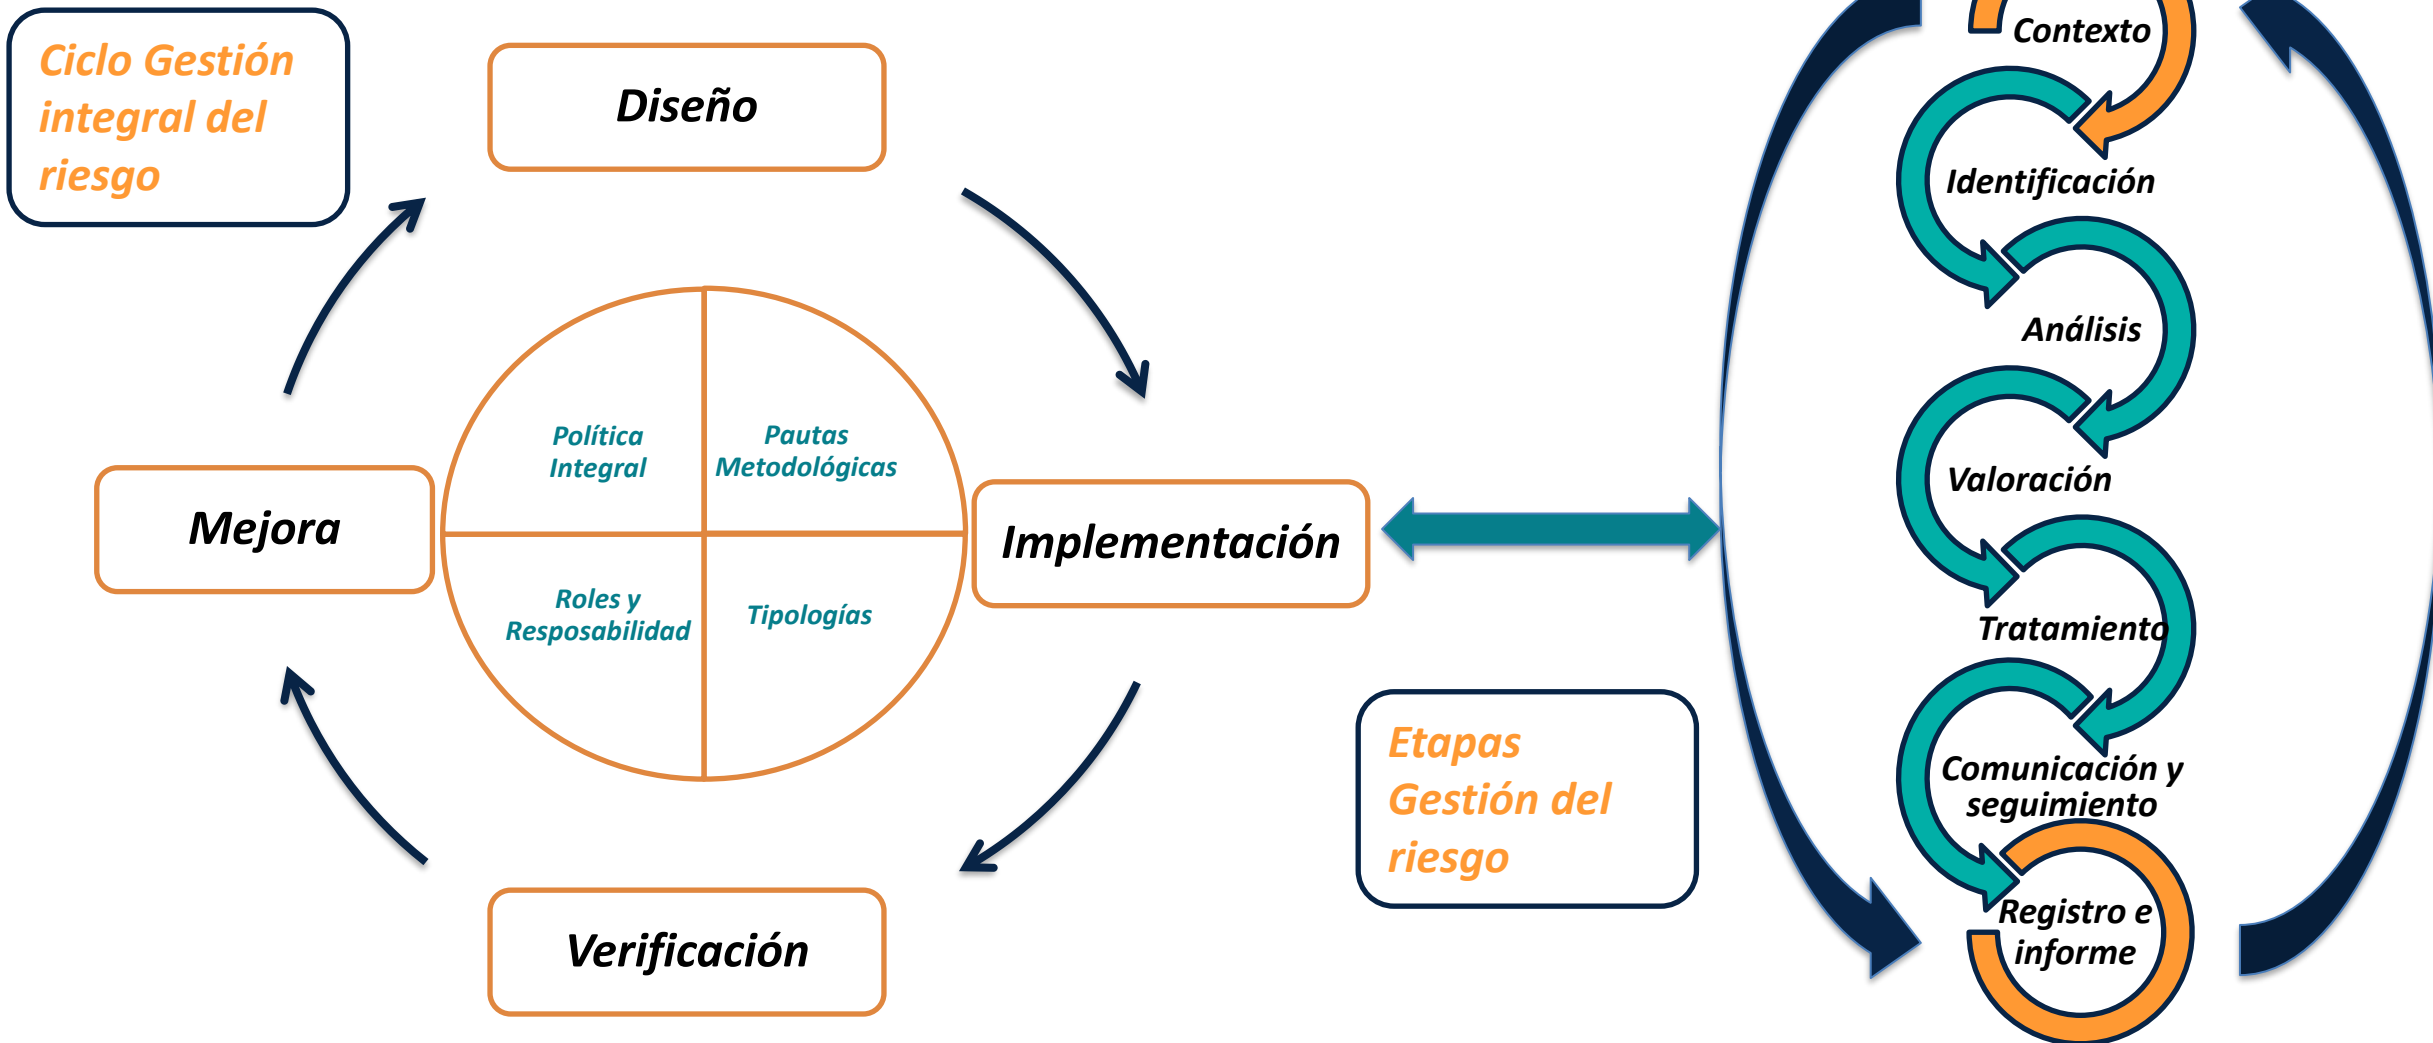 Ciclo Gestión
integral del
riesgo
Diseño
Política
Integral
Pautas
Metodológicas
Mejora
Implementación
Roles y
Resposabilidad
Tipologías
Verificación
Etapas
Gestión del
riesgo
Contexto
Identificación
Análisis
Valoración
Tratamiento
Comunicación y
seguimiento
Registro e
informe